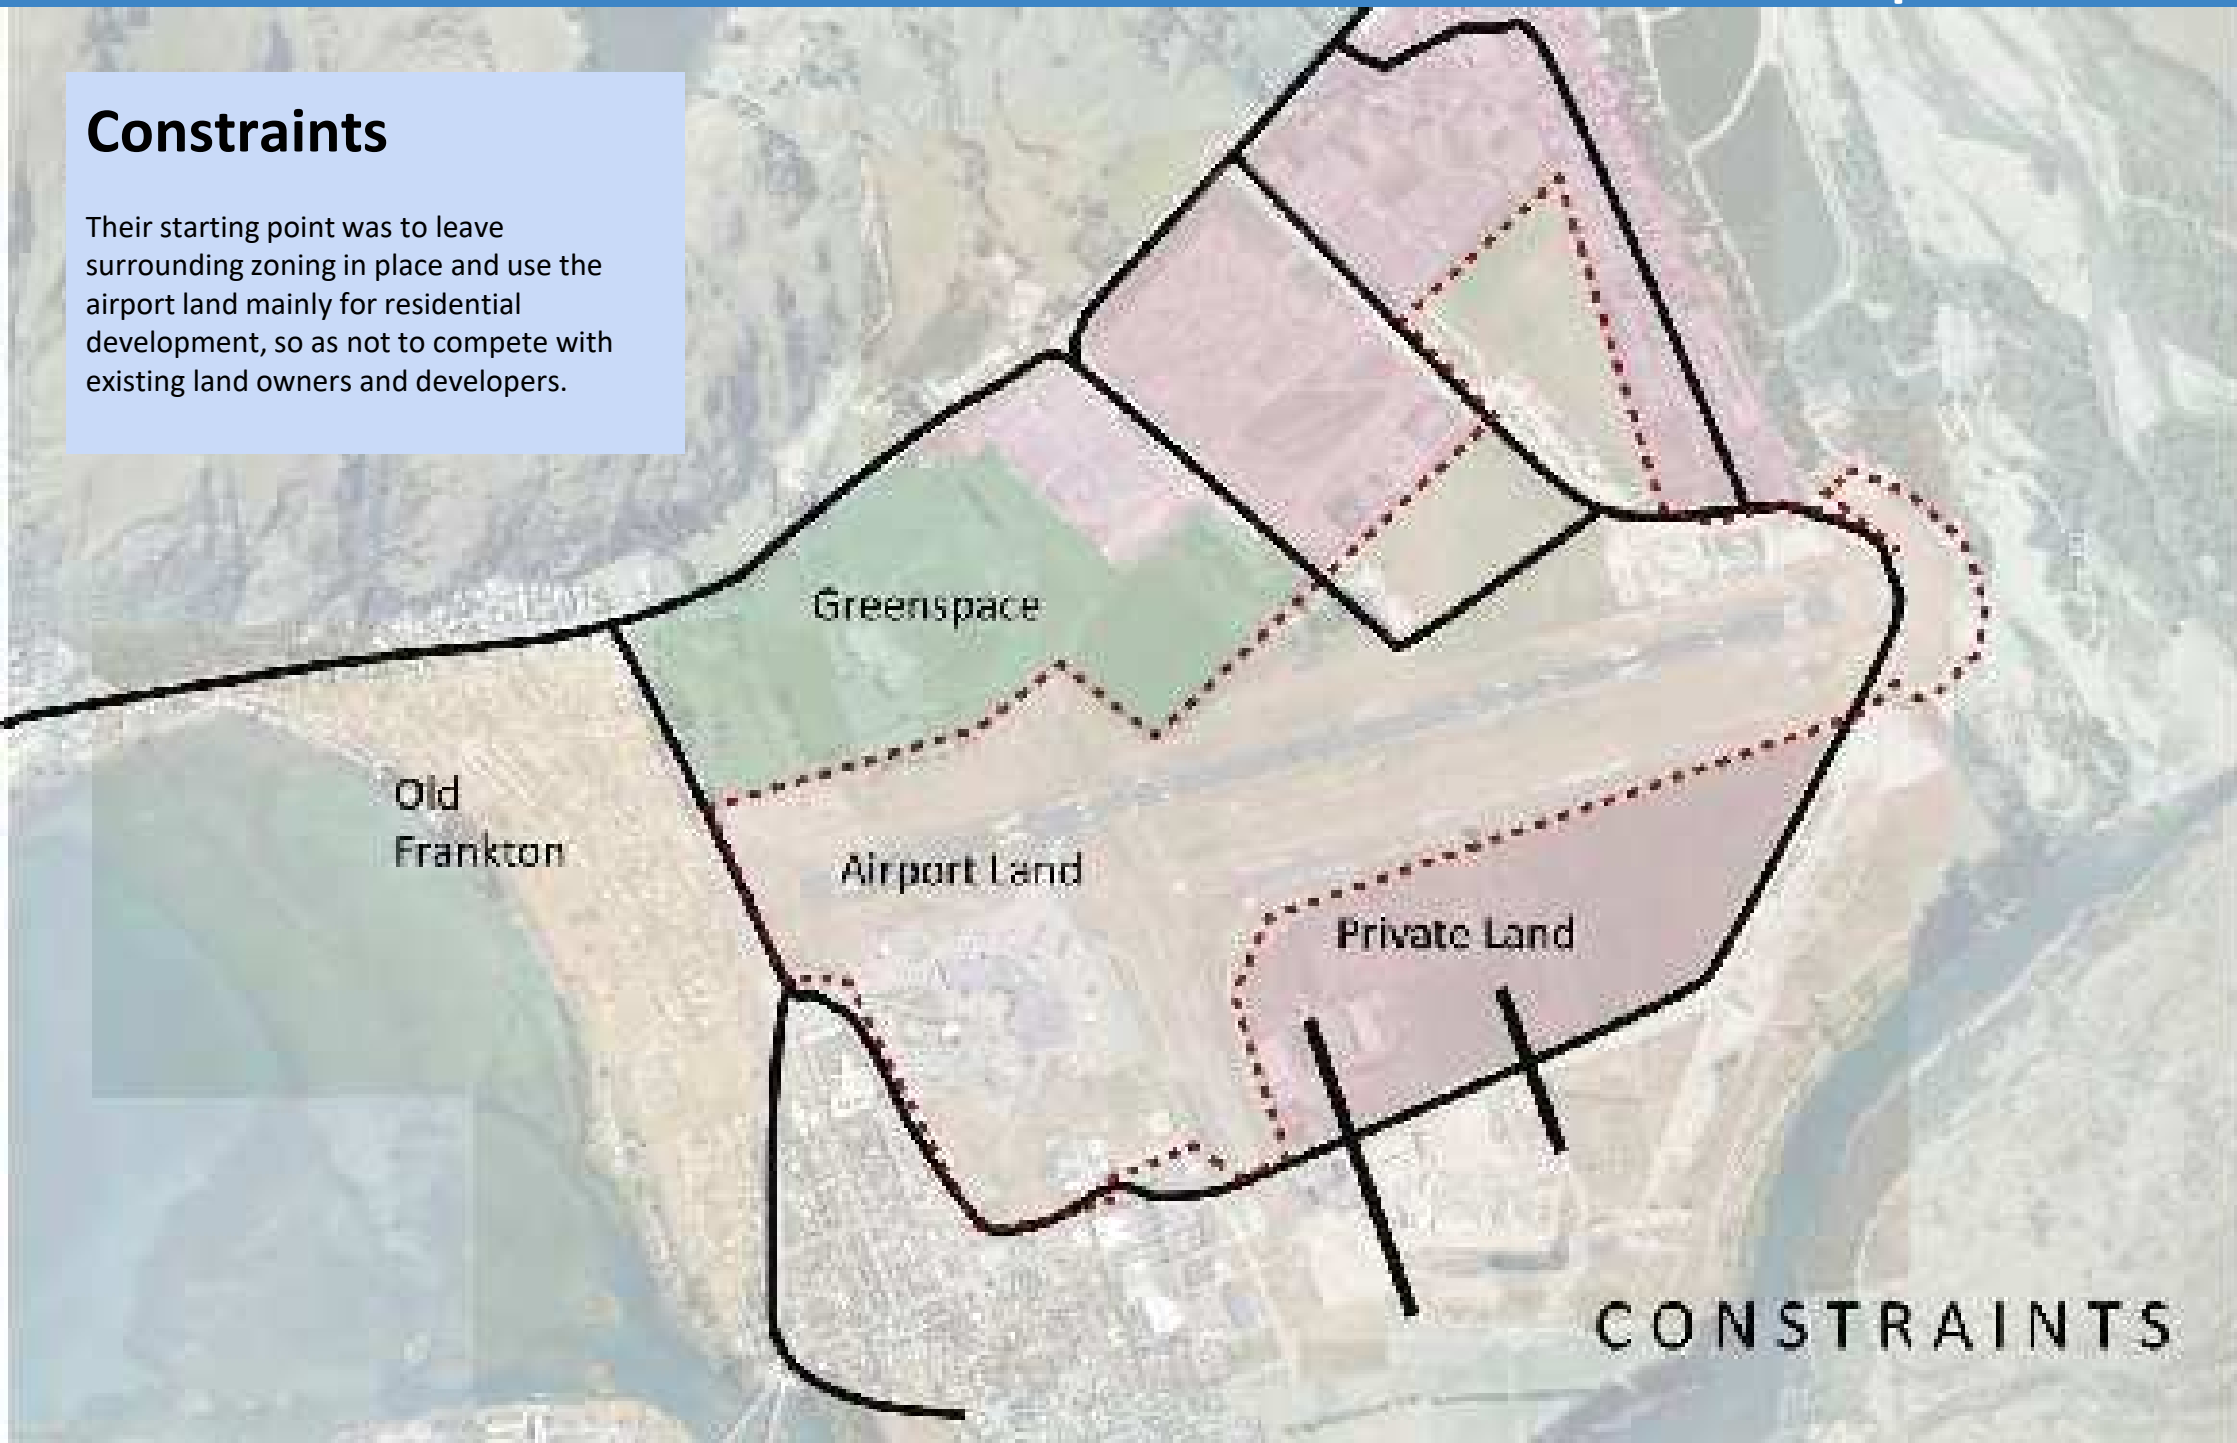 Constraints
Their starting point was to leave
surrounding zoning in place and use the
airport land mainly for residential
development, so as not to compete with
existing land owners and developers.
Greenspace
Old
Frankton
Airport Land
Private Land
CONSTRAINTS